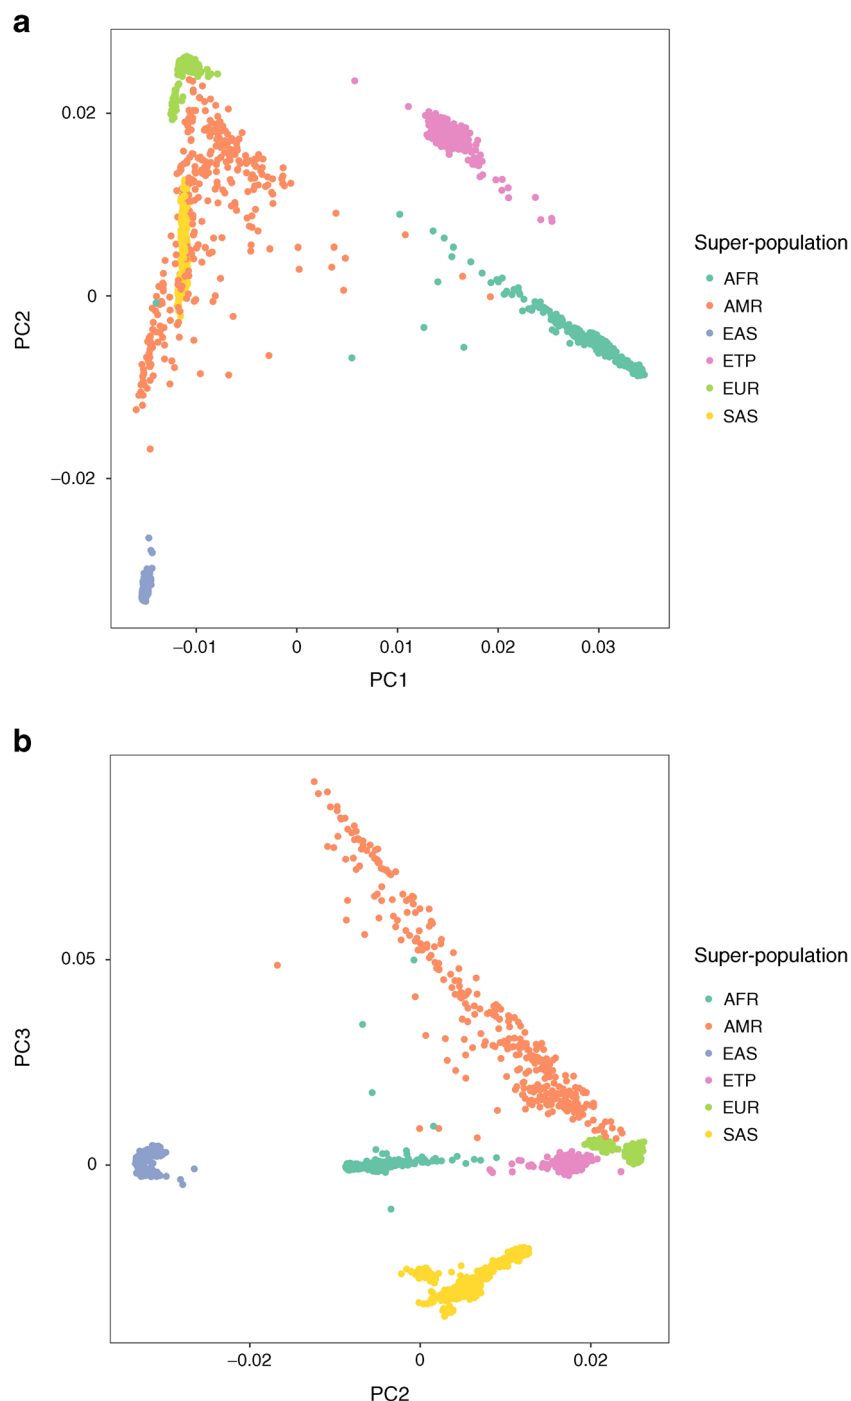 a
0.02
0
−0.02
PC2
−0.01 0 0.01 0.02 0.03
PC1
Super-population
AFR
AMR
EAS
ETP
EUR
SAS
b
0.05
0
PC3
−0.02 0 0.02
PC2
Super-population
AFR
AMR
EAS
ETP
EUR
SAS